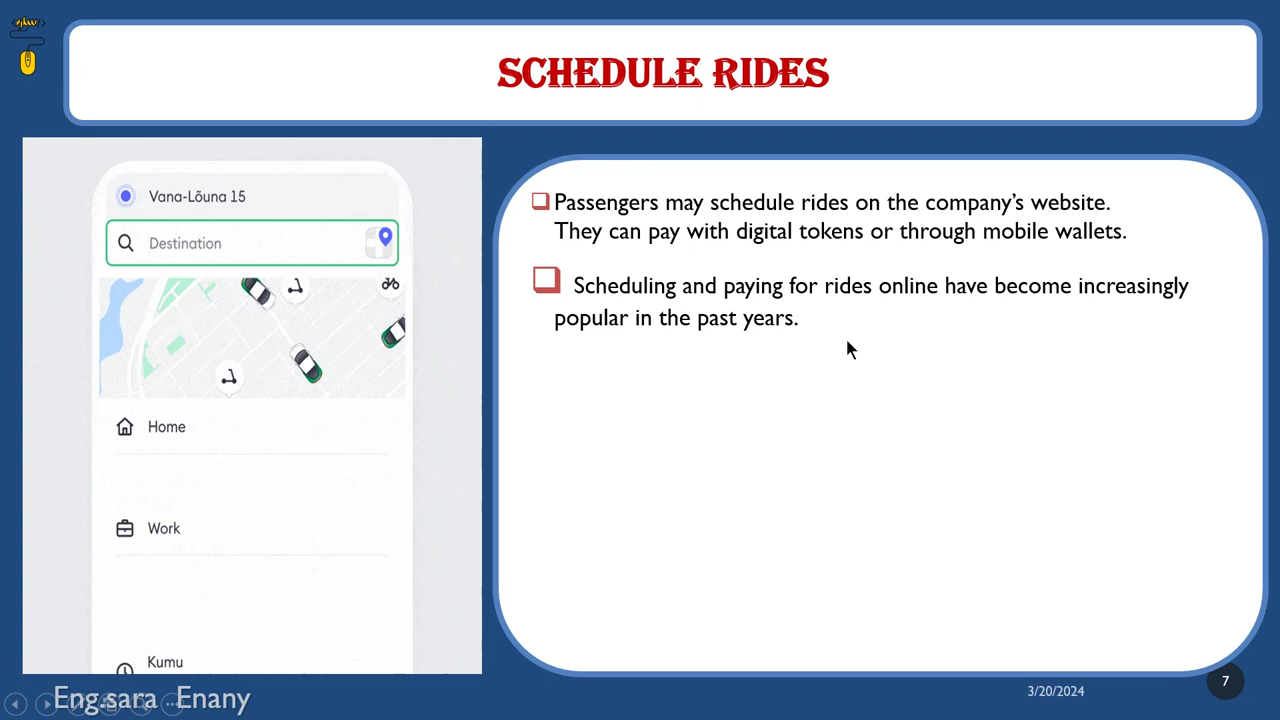 SCHEDULE RIDES
Vana-Lõuna 15
Destination
Home
Work
Kumu
Passengers may schedule rides on the company’s website.
They can pay with digital tokens or through mobile wallets.
Scheduling and paying for rides online have become increasingly
popular in the past years.
Eng.sara Enany
3/20/2024
7